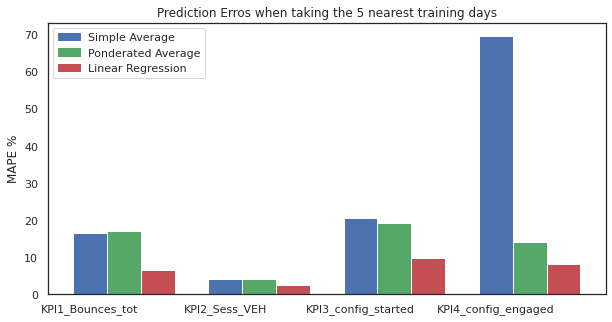 Prediction Erros when taking the 5 nearest training days
Simple Average
Ponderated Average
Linear Regression
MAPE %
70
60
50
40
30
20
10
0
KPI1_Bounces_tot
KPI2_Sess_VEH
KPI3_config_started
KPI4_config_engaged